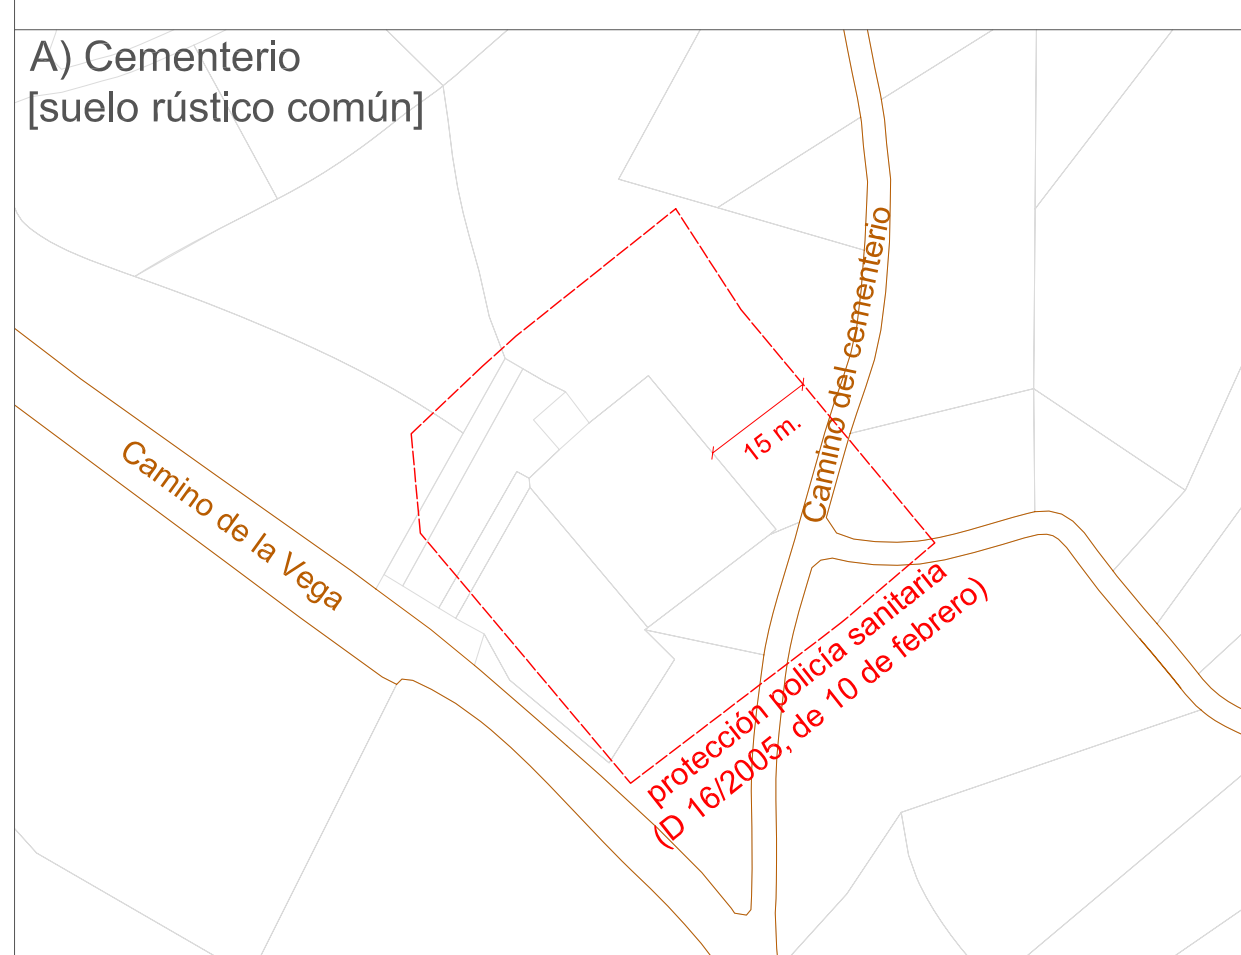 A) Cementerio
[suelo rústico común]
Camino del cementerio
15 m.
Camino de la Vega
protección policía sanitaria
(D 16/2005, de 10 de febrero)